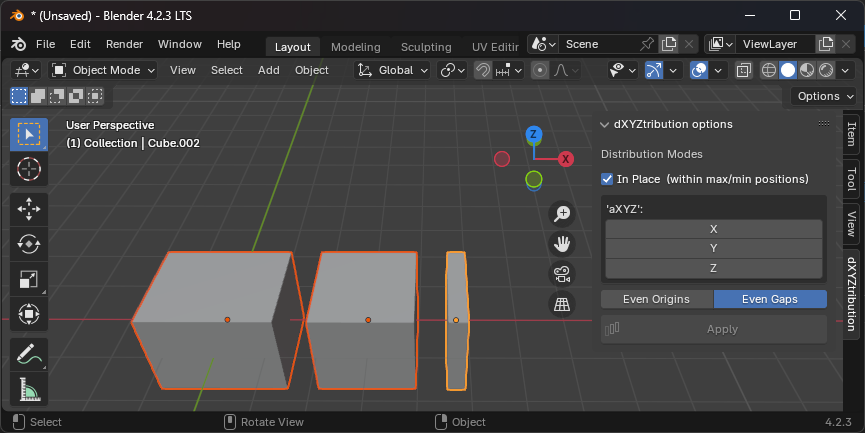 * (Unsaved) - Blender 4.2.3 LTS
File Edit Render Window Help Layout Modeling Sculpting UV Editir Scene ViewLayer
Object Mode View Select Add Object Global
Options
User Perspective
(1) Collection | Cube.002
Z
X
dXYZtribution options
Distribution Modes
In Place (within max/min positions)
'aXYZ':
X
Y
Z
Even Origins Even Gaps
Apply
Item
Tool
View
dXYZtribution
Select Rotate View Object 4.2.3